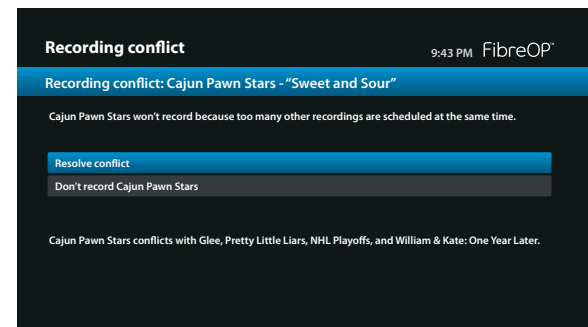 Recording conflict
9:43 PM FibreOP™
Recording conflict: Cajun Pawn Stars - “Sweet and Sour”
Cajun Pawn Stars won’t record because too many other recordings are scheduled at the same time.
Resolve conflict
Don’t record Cajun Pawn Stars
Cajun Pawn Stars conflicts with Glee, Pretty Little Liars, NHL Playoffs, and William & Kate: One Year Later.